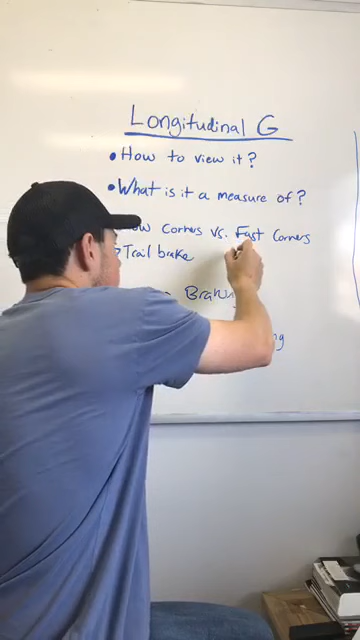 Longitudinal G
• How to view it?
• What is it a measure of?
Corners vs. Fast Corners
Trail brake